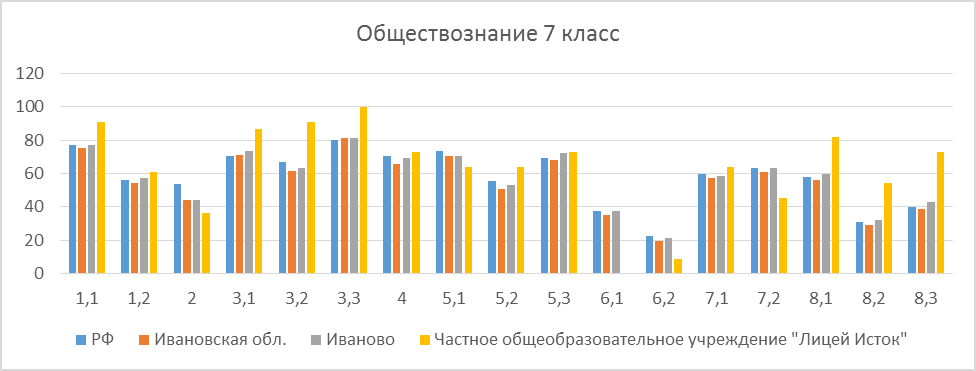 Обществознание 7 класс
120
100
80
60
40
20
0
1,1 1,2 2 3,1 3,2 3,3 4 5,1 5,2 5,3 6,1 6,2 7,1 7,2 8,1 8,2 8,3
РФ Ивановская обл. Иваново Частное общеобразовательное учреждение "Лицей Исток"